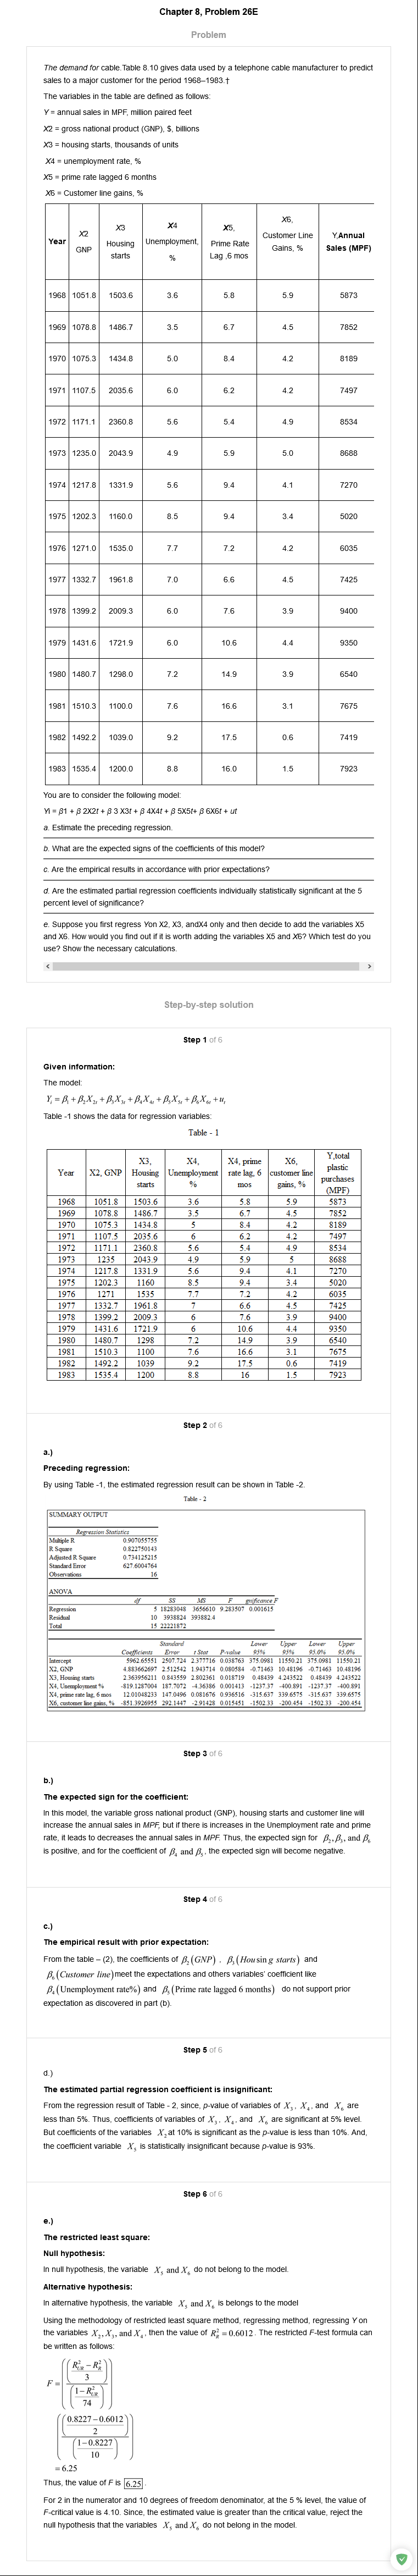 Chapter 8, Problem 26E
Problem
The demand for cable.Table 8.10 gives data used by a telephone cable manufacturer to predict
sales to a major customer for the period 1968–1983.†
The variables in the table are defined as follows:
Y = annual sales in MPF, million paired feet
X2 = gross national product (GNP), $, billions
X3 = housing starts, thousands of units
X4 = unemployment rate, %
X5 = prime rate lagged 6 months
X6 = Customer line gains, %
Year X2 GNP X3 Housing starts X4 Unemployment, % X5, Prime Rate Lag ,6 mos X6, Customer Line Gains, % Y,Annual Sales (MPF)
1968 1051.8 1503.6 3.6 5.8 5.9 5873
1969 1078.8 1486.7 3.5 6.7 4.5 7852
1970 1075.3 1434.8 5.0 8.4 4.2 8189
1971 1107.5 2035.6 6.0 6.2 4.2 7497
1972 1171.1 2360.8 5.6 5.4 4.9 8534
1973 1235.0 2043.9 4.9 5.9 5.0 8688
1974 1217.8 1331.9 5.6 9.4 4.1 7270
1975 1202.3 1160.0 8.5 9.4 3.4 5020
1976 1271.0 1535.0 7.7 7.2 4.2 6035
1977 1332.7 1961.8 7.0 6.6 4.5 7425
1978 1399.2 2009.3 6.0 7.6 3.9 9400
1979 1431.6 1721.9 6.0 10.6 4.4 9350
1980 1480.7 1298.0 7.2 14.9 3.9 6540
1981 1510.3 1100.0 7.6 16.6 3.1 7675
1982 1492.2 1039.0 9.2 17.5 0.6 7419
1983 1535.4 1200.0 8.8 16.0 1.5 7923
You are to consider the following model:
Yi = β1 + β 2X2t + β 3 X3t + β 4X4t + β 5X5t+ β 6X6t + ut
a. Estimate the preceding regression.
b. What are the expected signs of the coefficients of this model?
c. Are the empirical results in accordance with prior expectations?
d. Are the estimated partial regression coefficients individually statistically significant at the 5
percent level of significance?
e. Suppose you first regress Yon X2, X3, andX4 only and then decide to add the variables X5
and X6. How would you find out if it is worth adding the variables X5 and X6? Which test do you
use? Show the necessary calculations.
Step-by-step solution
Step 1 of 6
Given information:
The model:
Y_t = β_1 + β_2X_2t + β_3X_3t + β_4X_4t + β_5X_5t + β_6X_6t + u_t
Table -1 shows the data for regression variables:
Table - 1
Year X2, GNP X3, Housing starts X4, Unemployment % X4, prime rate lag, 6 mos X6, customer line gains, % Y,total plastic purchases (MPF)
1968 1051.8 1503.6 3.6 5.8 5.9 5873
1969 1078.8 1486.7 3.5 6.7 4.5 7852
1970 1075.3 1434.8 5 8.4 4.2 8189
1971 1107.5 2035.6 6 6.2 4.2 7497
1972 1171.1 2360.8 5.6 5.4 4.9 8534
1973 1235 2043.9 4.9 5.9 5 8688
1974 1217.8 1331.9 5.6 9.4 4.1 7270
1975 1202.3 1160 8.5 9.4 3.4 5020
1976 1271 1535 7.7 7.2 4.2 6035
1977 1332.7 1961.8 7 6.6 4.5 7425
1978 1399.2 2009.3 6 7.6 3.9 9400
1979 1431.6 1721.9 6 10.6 4.4 9350
1980 1480.7 1298 7.2 14.9 3.9 6540
1981 1510.3 1100 7.6 16.6 3.1 7675
1982 1492.2 1039 9.2 17.5 0.6 7419
1983 1535.4 1200 8.8 16 1.5 7923
Step 2 of 6
a.)
Preceding regression:
By using Table -1, the estimated regression result can be shown in Table -2.
Table - 2
SUMMARY OUTPUT
Regression Statistics
Multiple R 0.907055755
R Square 0.822750143
Adjusted R Square 0.734125215
Standard Error 627.6004764
Observations 16
ANOVA
df SS MS F gnificance F
Regression 5 18283048 3656610 9.283507 0.001615
Residual 10 3938824 393882.4
Total 15 22221872
Coefficients Standard Error t Stat P-value Lower 95% Upper 95% Lower 95.0% Upper 95.0%
Intercept 5962.65551 2507.724 2.377716 0.038763 375.0981 11550.21 375.0981 11550.21
X2, GNP 4.883662697 2.512542 1.943714 0.080584 -0.71463 10.48196 -0.71463 10.48196
X3, Housing starts 2.363956211 0.843559 2.802361 0.018719 0.48439 4.243522 0.48439 4.243522
X4, Unemployment % -819.1287004 187.7072 -4.36386 0.001413 -1237.37 -400.891 -1237.37 -400.891
X4, prime rate lag, 6 mos 12.01048233 147.0496 0.081676 0.936516 -315.637 339.6575 -315.637 339.6575
X6, customer line gains, % -851.3926955 292.1447 -2.91428 0.015451 -1502.33 -200.454 -1502.33 -200.454
Step 3 of 6
b.)
The expected sign for the coefficient:
In this model, the variable gross national product (GNP), housing starts and customer line will
increase the annual sales in MPF, but if there is increases in the Unemployment rate and prime
rate, it leads to decreases the annual sales in MPF. Thus, the expected sign for β_2, β_3, and β_6
is positive, and for the coefficient of β_4 and β_5, the expected sign will become negative.
Step 4 of 6
c.)
The empirical result with prior expectation:
From the table – (2), the coefficients of β_2(GNP) , β_3(Housin g starts) and
β_6(Customer line)meet the expectations and others variables' coefficient like
β_4(Unemployment rate%) and β_5(Prime rate lagged 6 months) do not support prior
expectation as discovered in part (b).
Step 5 of 6
d.)
The estimated partial regression coefficient is insignificant:
From the regression result of Table - 2, since, p-value of variables of X_3, X_4, and X_6 are
less than 5%. Thus, coefficients of variables of X_3, X_4, and X_6 are significant at 5% level.
But coefficients of the variables X_2 at 10% is significant as the p-value is less than 10%. And,
the coefficient variable X_5 is statistically insignificant because p-value is 93%.
Step 6 of 6
e.)
The restricted least square:
Null hypothesis:
In null hypothesis, the variable X_5 and X_6 do not belong to the model.
Alternative hypothesis:
In alternative hypothesis, the variable X_5 and X_6 is belongs to the model
Using the methodology of restricted least square method, regressing method, regressing Y on
the variables X_2, X_3, and X_4, then the value of R_R^2 = 0.6012. The restricted F-test formula can
be written as follows:
F = (((R_UR^2 − R_R^2)/3)/((1 − R_UR^2)/74))
(((0.8227 − 0.6012)/2)/((1 − 0.8227)/10))
= 6.25
Thus, the value of F is 6.25.
For 2 in the numerator and 10 degrees of freedom denominator, at the 5 % level, the value of
F-critical value is 4.10. Since, the estimated value is greater than the critical value, reject the
null hypothesis that the variables X_5 and X_6 do not belong in the model.